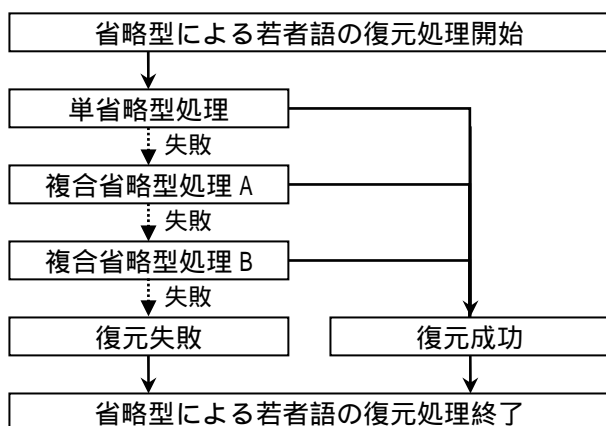 省略型による若者語の復元処理開始
単省略型処理
失敗
複合省略型処理 A
失敗
複合省略型処理 B
失敗
復元失敗
復元成功
省略型による若者語の復元処理終了